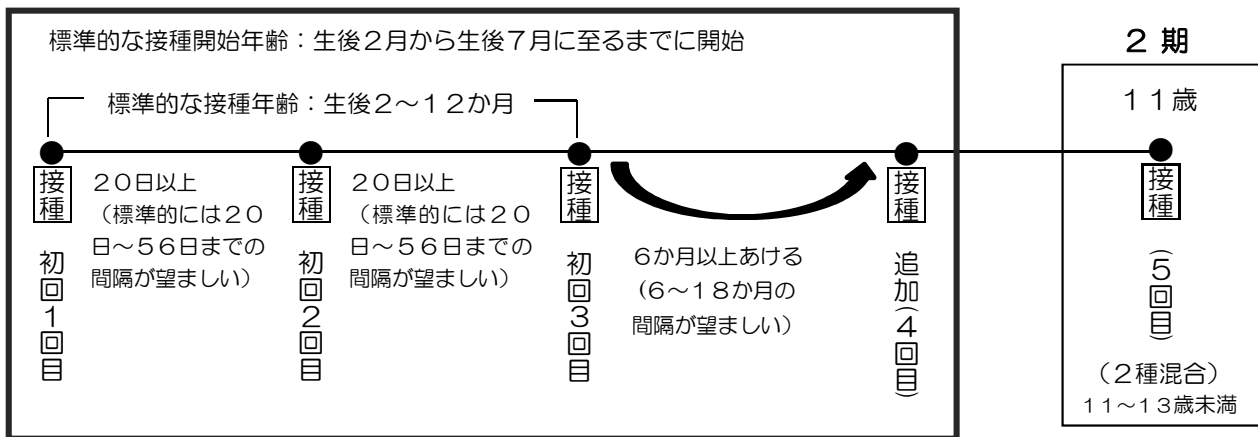 標準的な接種開始年齢：生後２月から生後７月に至るまでに開始
標準的な接種年齢：生後２～１２か月
接種
初回１回目
２０日以上
（標準的には２０
日～５６日までの
間隔が望ましい）
接種
初回２回目
２０日以上
（標準的には２０
日～５６日までの
間隔が望ましい）
接種
初回３回目
６か月以上あける
（６～１８か月の
間隔が望ましい）
接種
追加（４回目）
２ 期
１１歳
接種
（５回目）
（２種混合）
１１～１３歳未満